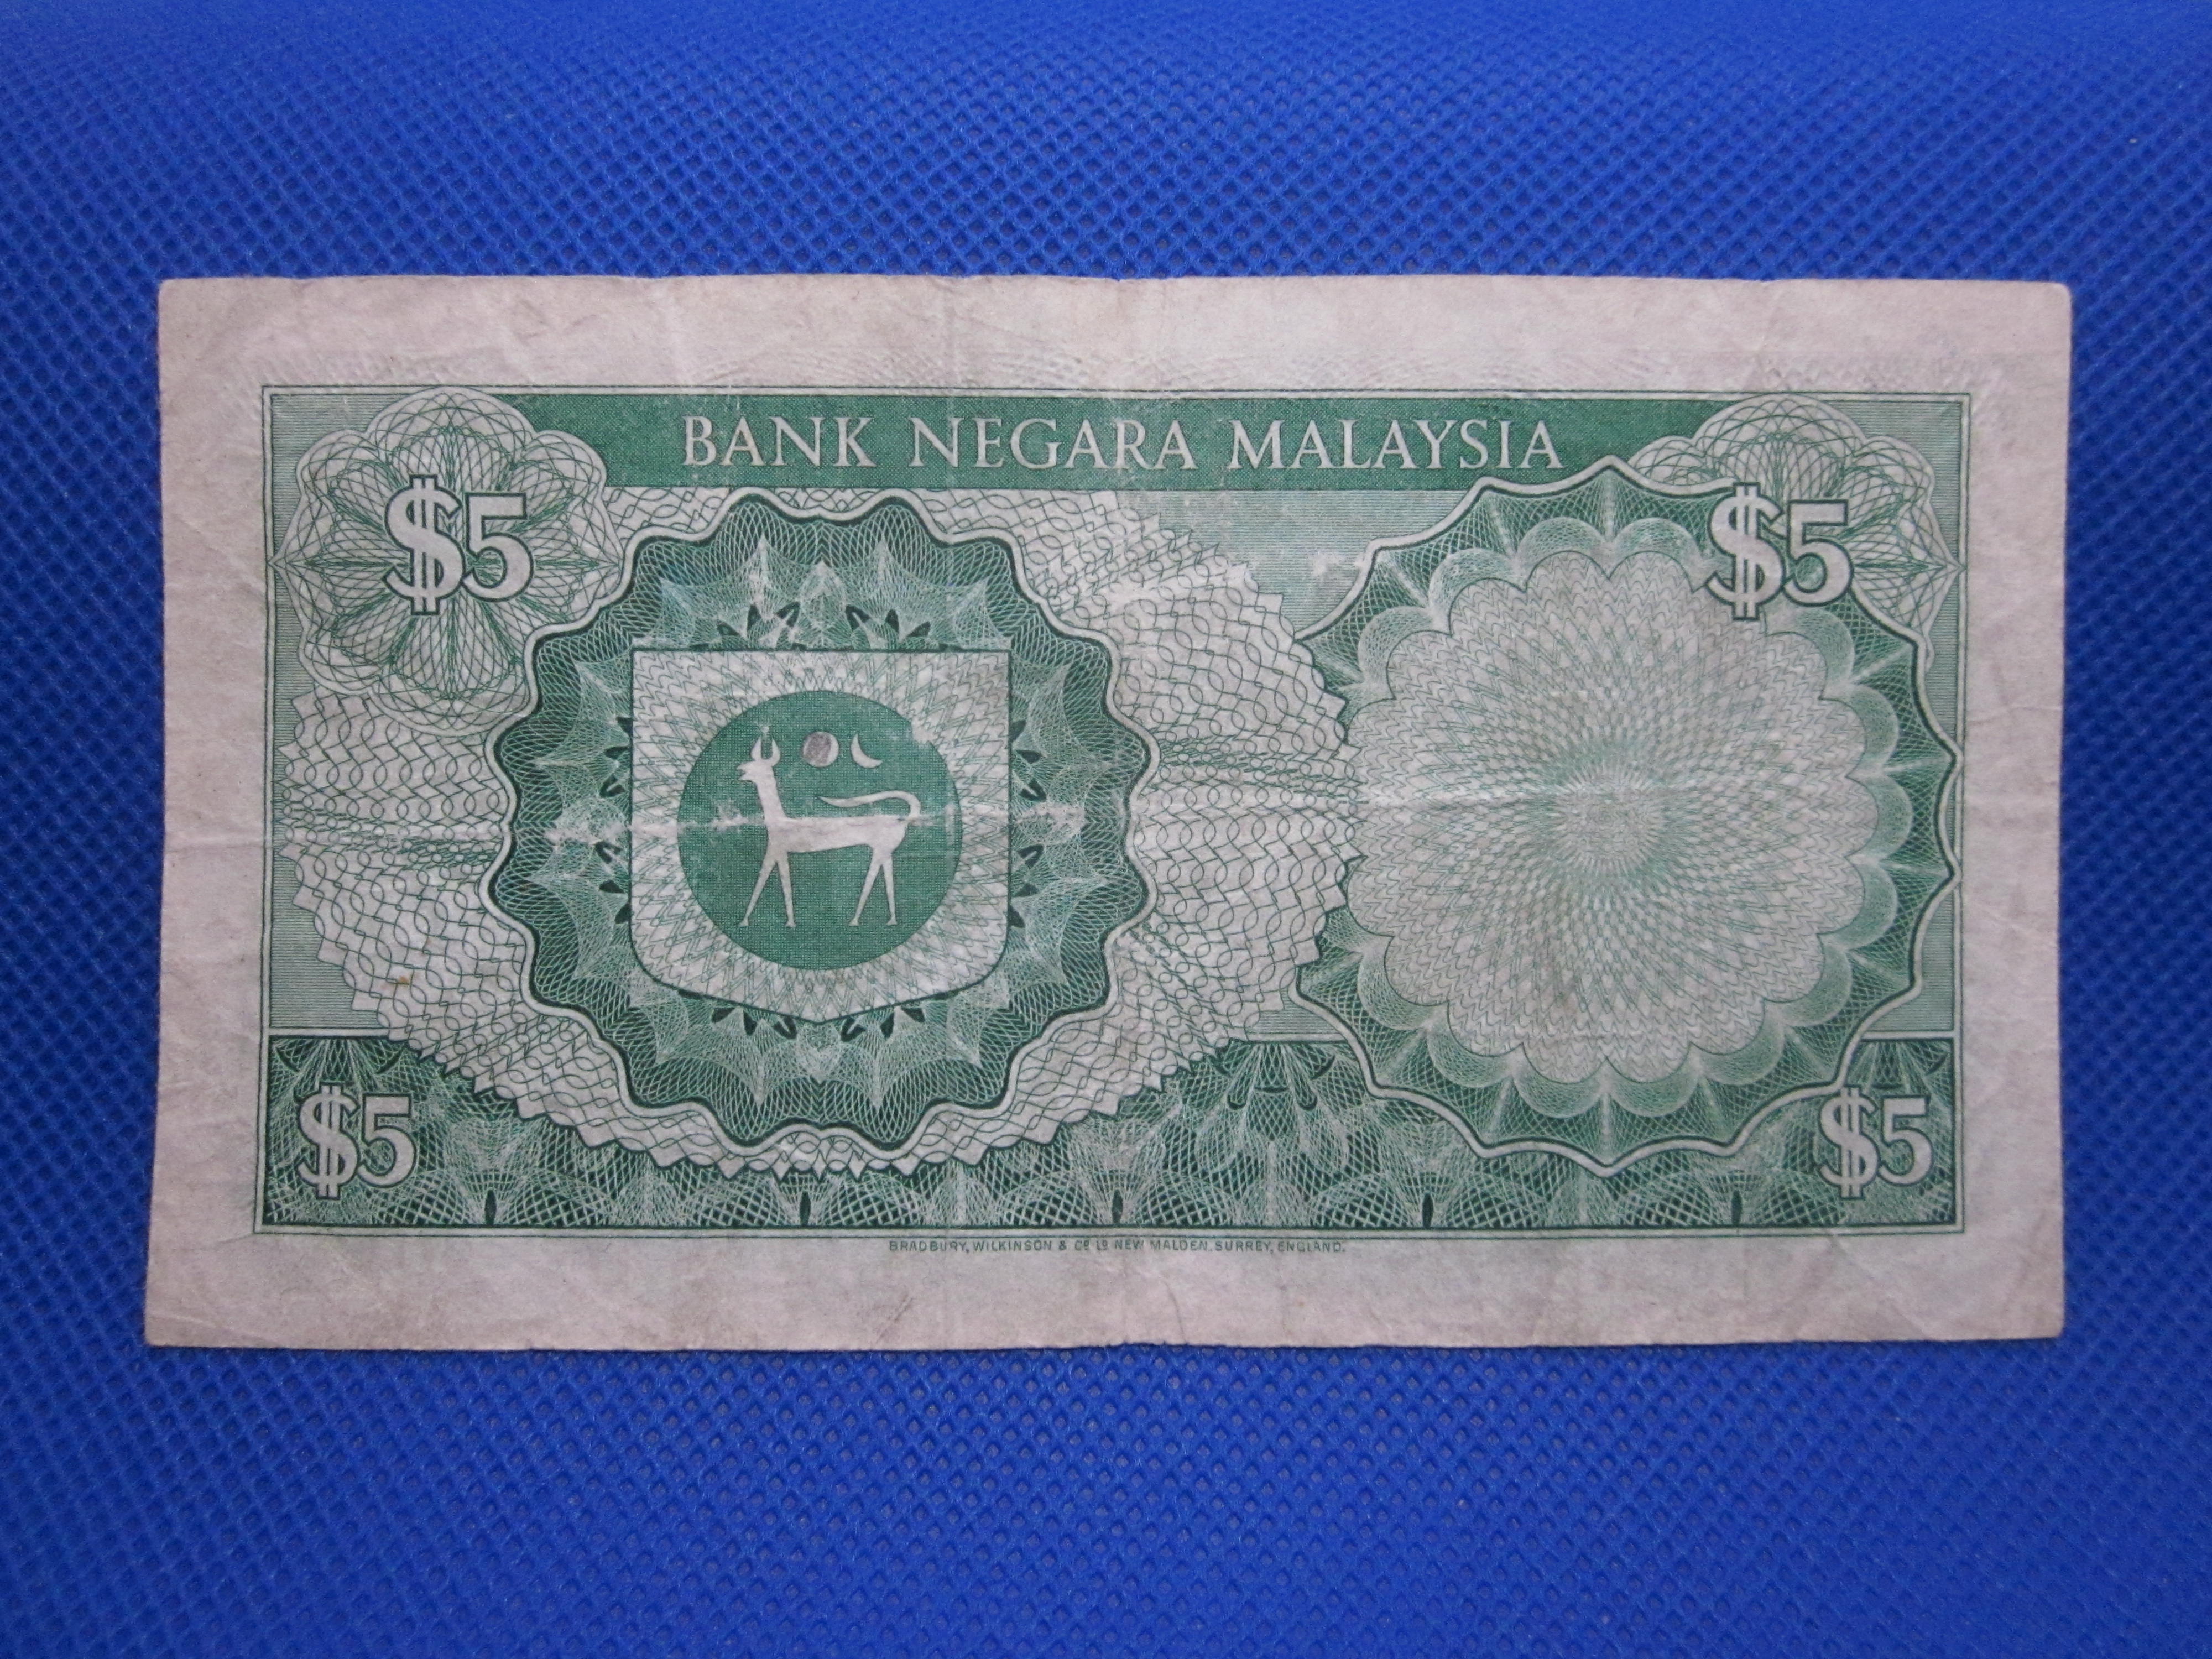 BANK NEGARA MALAYSIA
$5
$5
$5
$5
BRADBURY, WILKINSON & Cº Lº NEW MALDEN, SURREY, ENGLAND.